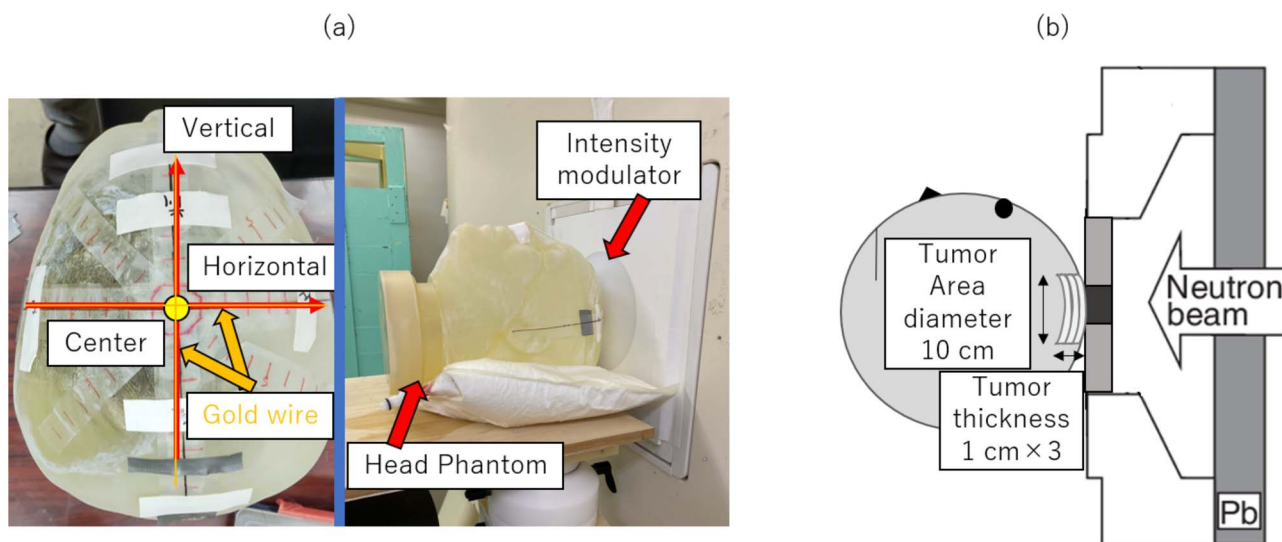 (a)
(b)
Vertical
Horizontal
Center
Gold wire
Intensity
modulator
Head Phantom
Tumor
Area
diameter
10 cm
Tumor
thickness
1 cm × 3
Neutron
beam
Pb